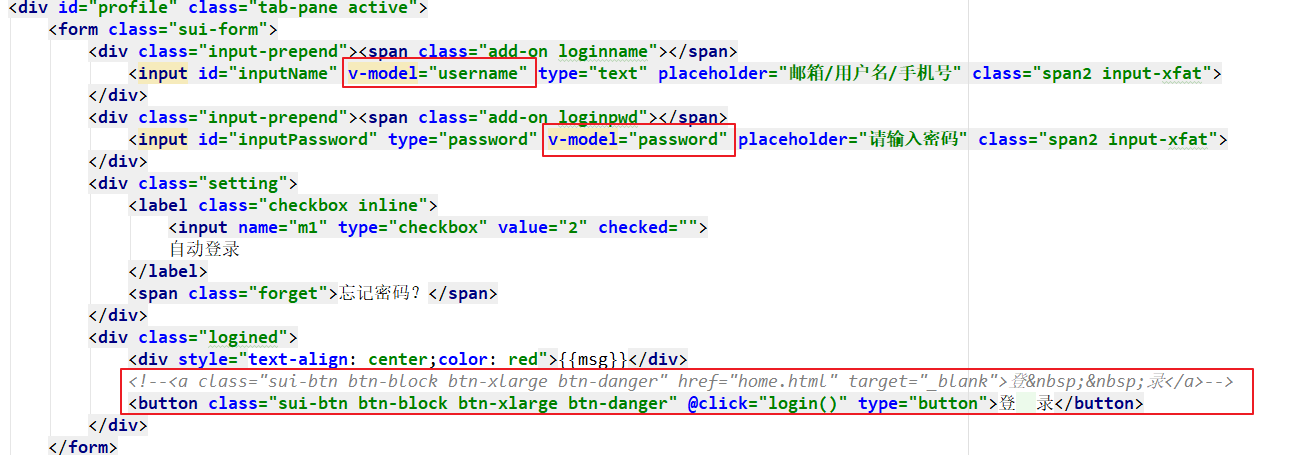 <div id="profile" class="tab-pane active">
<form class="sui-form">
<div class="input-prepend"><span class="add-on loginname"></span>
<input id="inputName" v-model="username" type="text" placeholder="邮箱/用户名/手机号" class="span2 input-xfat">
</div>
<div class="input-prepend"><span class="add-on loginpwd"></span>
<input id="inputPassword" type="password" v-model="password" placeholder="请输入密码" class="span2 input-xfat">
</div>
<div class="setting">
<label class="checkbox inline">
<input name="m1" type="checkbox" value="2" checked="">
自动登录
</label>
<span class="forget">忘记密码？</span>
</div>
<div class="logined">
<div style="text-align: center;color: red">{{msg}}</div>
<!--<a class="sui-btn btn-block btn-xlarge btn-danger" href="home.html" target="_blank">登&nbsp;&nbsp;录</a>-->
<button class="sui-btn btn-block btn-xlarge btn-danger" @click="login()" type="button">登  录</button>
</div>
</form>